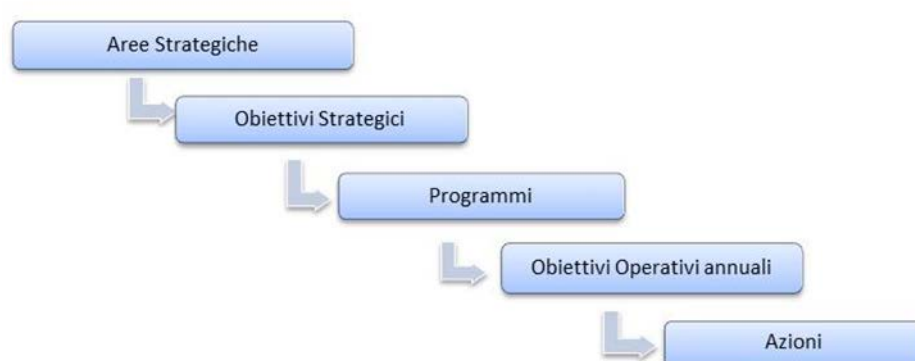 Aree Strategiche
Obiettivi Strategici
Programmi
Obiettivi Operativi annuali
Azioni